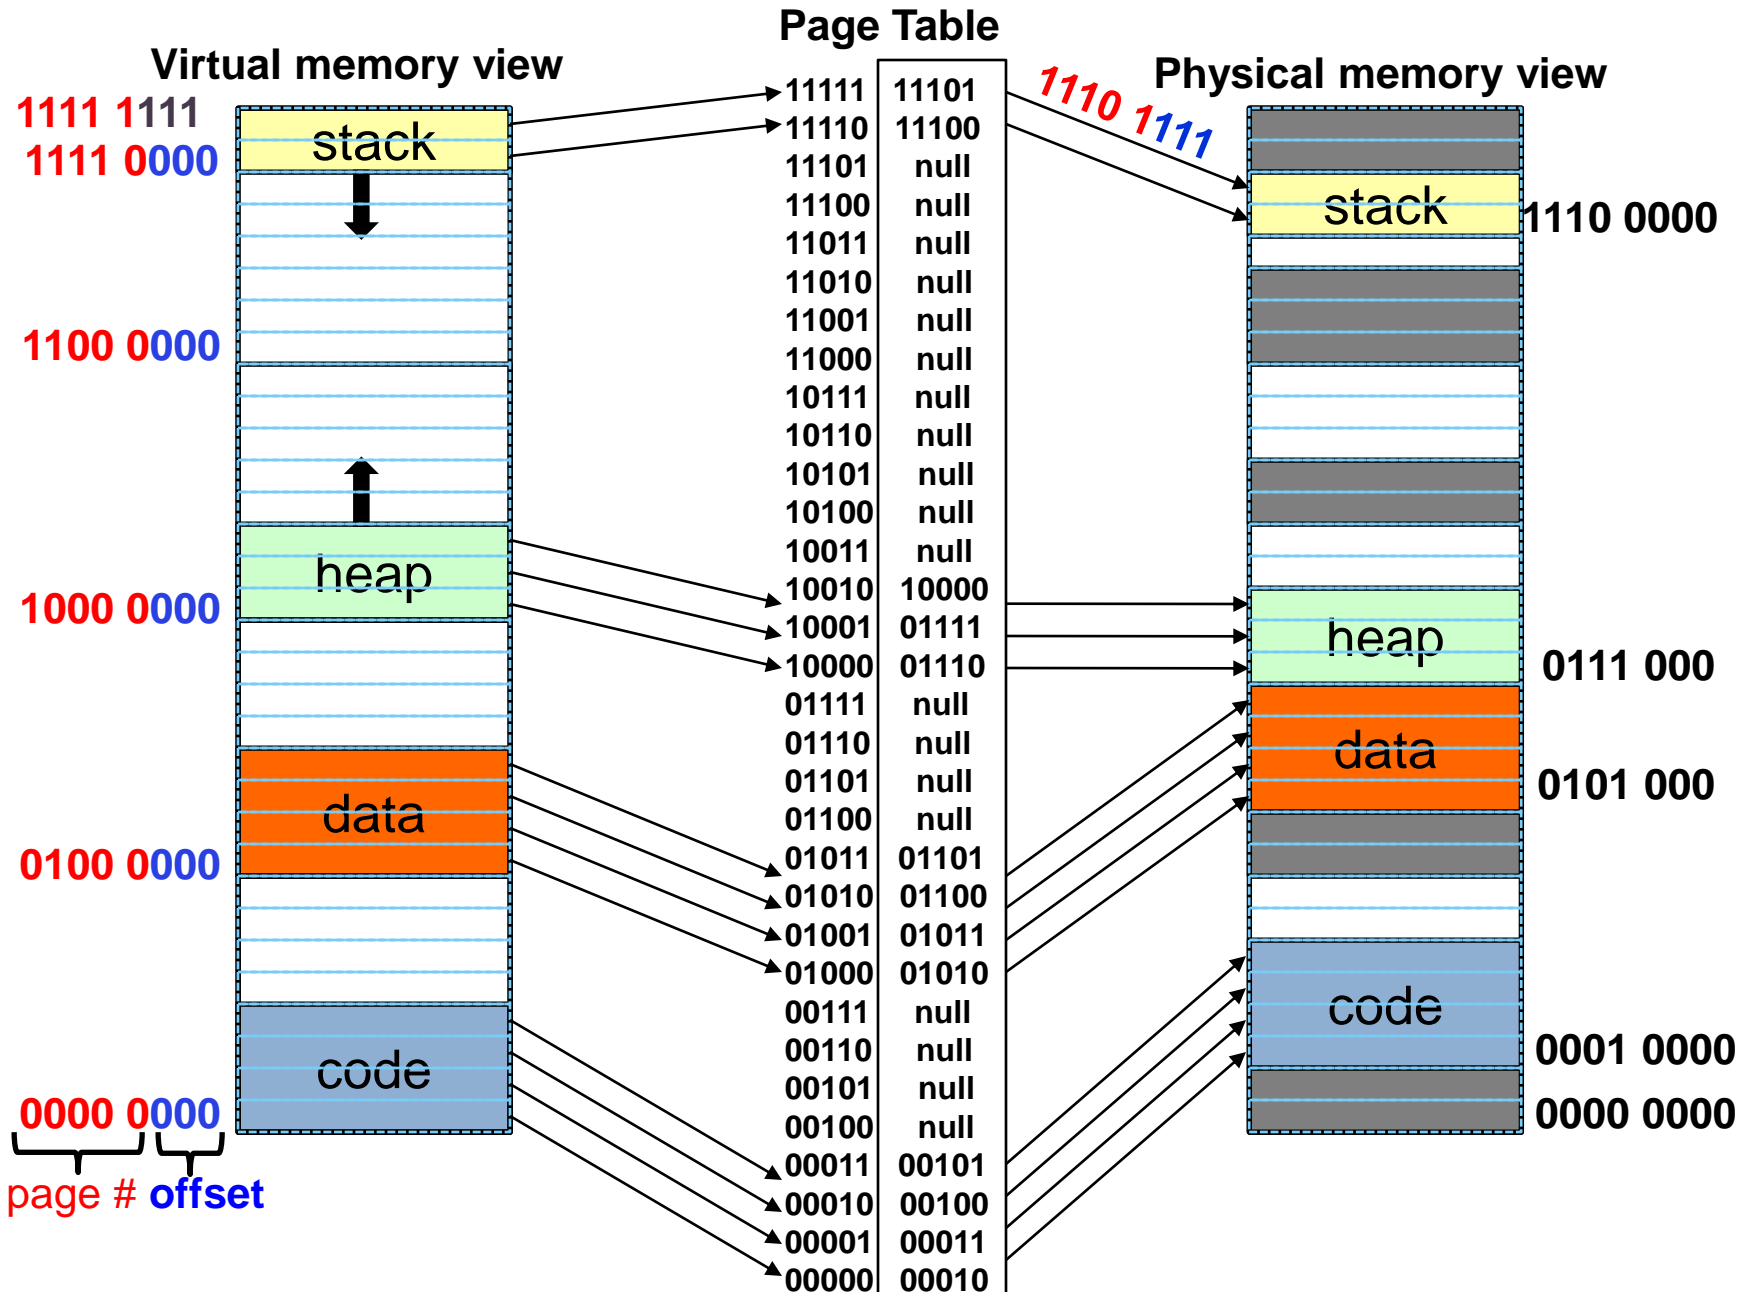 Page Table
Virtual memory view
Physical memory view
1111 1111
1111 0000
1100 0000
1000 0000
0100 0000
0000 0000
page # offset
stack
heap
data
code
11111 11101
11110 11100
11101 null
11100 null
11011 null
11010 null
11001 null
11000 null
10111 null
10110 null
10101 null
10100 null
10011 null
10010 10000
10001 01111
10000 01110
01111 null
01110 null
01101 null
01100 null
01011 01101
01010 01100
01001 01011
01000 01010
00111 null
00110 null
00101 null
00100 null
00011 00101
00010 00100
00001 00011
00000 00010
1110 1111
stack
heap
data
code
1110 0000
0111 000
0101 000
0001 0000
0000 0000